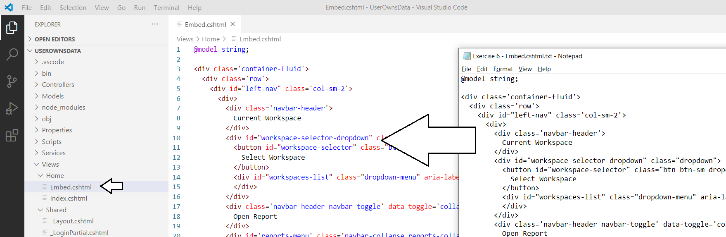 File Edit Selection View Go Run Terminal Help
Embed.cshtml - UserOwnsData - Visual Studio Code
EXPLORER
OPEN EDITORS
USEROWNSDATA
.vscode
bin
Controllers
Models
node_modules
obj
Properties
Scripts
Services
Views
Home
Embed.cshtml
Index.cshtml
Shared
_Layout.cshtml
_LoginPartial.cshtml
Embed.cshtml
Views > Home > Embed.cshtml
1 @model string;
2
3 <div class='container-fluid'>
4 <div class='row'>
5 <div id="left-nav" class='col-sm-2'>
6 <div>
7 <div class='navbar-header'>
8 Current Workspace
9 </div>
10 <div id="workspace-selector-dropdown"
11 <button id="workspace-selector"
12 Select Workspace
13 </button>
14 <div id="workspaces-list" class="dropdown-menu" aria-labe
15 </div>
16 </div>
17 <div class='navbar-header navbar-toggle' data-toggle='colla
18 Open Report
19 </div>
20 <div id='reports-menu' class='navbar-collapse reports-colla
Exercise 6 - Embed.cshtml.txt - Notepad
File Edit Format View Help
@model string;
<div class='container-fluid'>
<div class='row'>
<div id="left-nav" class='col-sm-2'>
<div>
<div class='navbar-header'>
Current Workspace
</div>
<div id="workspace-selector-dropdown" class="dropdown">
<button id="workspace-selector" class="btn btn-sm drop
Select Workspace
</button>
<div id="workspaces-list" class="dropdown-menu" aria-la
</div>
</div>
<div class='navbar-header navbar-toggle' data-toggle='col
Open Report